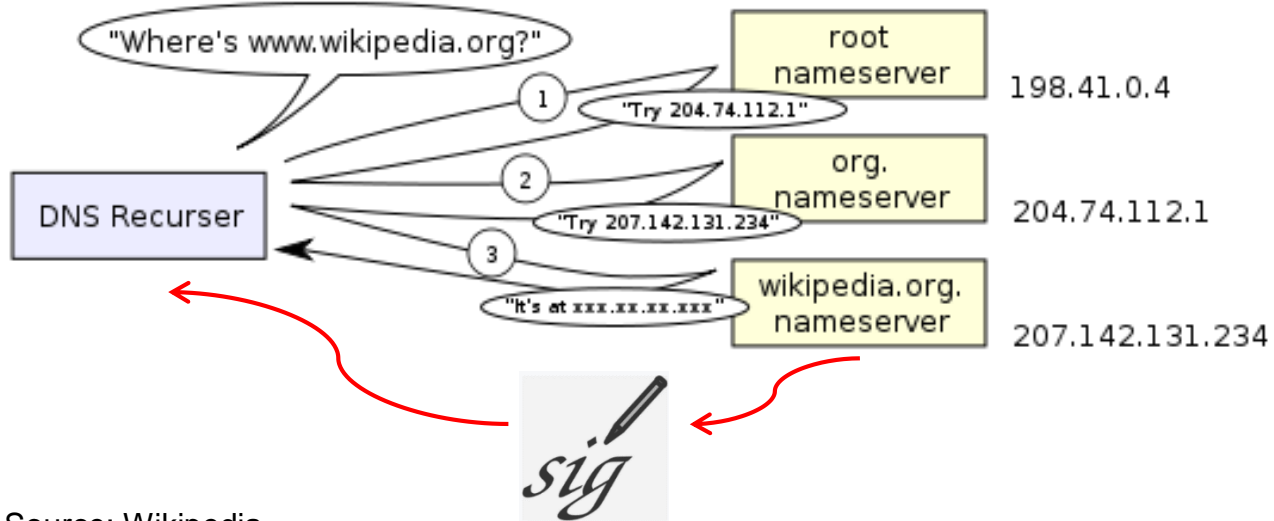 "Where's www.wikipedia.org?"
root
nameserver
198.41.0.4
1
"Try 204.74.112.1"
org.
nameserver
204.74.112.1
2
"Try 207.142.131.234"
DNS Recurser
3
wikipedia.org.
nameserver
207.142.131.234
"It's at xxx.xx.xx.xxx"
sig
Source: Wikipedia